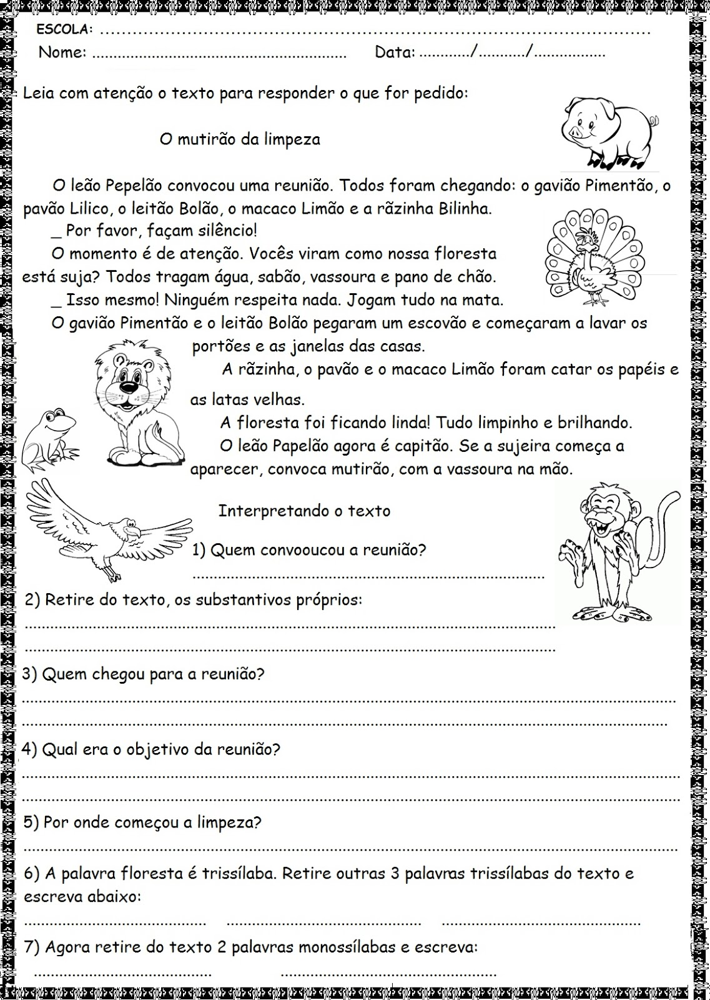 ESCOLA: ................................................................................
Nome: .................................................... Data: ............/.........../.................
Leia com atenção o texto para responder o que for pedido:
O mutirão da limpeza
O leão Pepelão convocou uma reunião. Todos foram chegando: o gavião Pimentão, o
pavão Lilico, o leitão Bolão, o macaco Limão e a rãzinha Bilinha.
_ Por favor, façam silêncio!
O momento é de atenção. Vocês viram como nossa floresta
está suja? Todos tragam água, sabão, vassoura e pano de chão.
_ Isso mesmo! Ninguém respeita nada. Jogam tudo na mata.
O gavião Pimentão e o leitão Bolão pegaram um escovão e começaram a lavar os
portões e as janelas das casas.
A rãzinha, o pavão e o macaco Limão foram catar os papéis e
as latas velhas.
A floresta foi ficando linda! Tudo limpinho e brilhando.
O leão Papelão agora é capitão. Se a sujeira começa a
aparecer, convoca mutirão, com a vassoura na mão.
Interpretando o texto
1) Quem convooucou a reunião?
2) Retire do texto, os substantivos próprios:
3) Quem chegou para a reunião?
4) Qual era o objetivo da reunião?
5) Por onde começou a limpeza?
6) A palavra floresta é trissílaba. Retire outras 3 palavras trissílabas do texto e
escreva abaixo:
7) Agora retire do texto 2 palavras monossílabas e escreva: